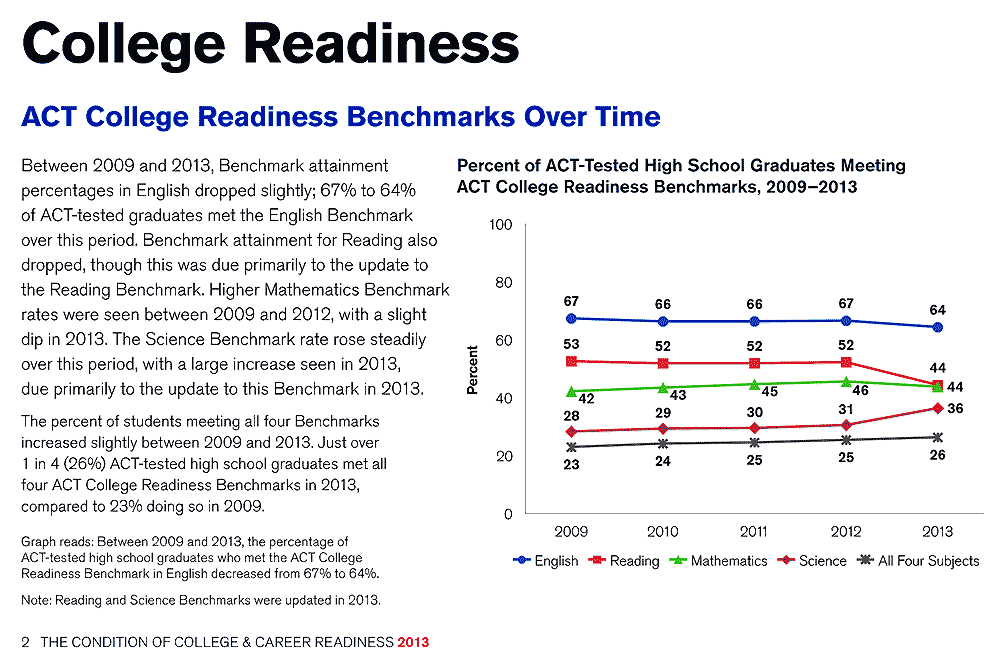 College Readiness
ACT College Readiness Benchmarks Over Time
Between 2009 and 2013, Benchmark attainment
percentages in English dropped slightly; 67% to 64%
of ACT-tested graduates met the English Benchmark
over this period. Benchmark attainment for Reading also
dropped, though this was due primarily to the update to
the Reading Benchmark. Higher Mathematics Benchmark
rates were seen between 2009 and 2012, with a slight
dip in 2013. The Science Benchmark rate rose steadily
over this period, with a large increase seen in 2013,
due primarily to the update to this Benchmark in 2013.
The percent of students meeting all four Benchmarks
increased slightly between 2009 and 2013. Just over
1 in 4 (26%) ACT-tested high school graduates met all
four ACT College Readiness Benchmarks in 2013,
compared to 23% doing so in 2009.
Graph reads: Between 2009 and 2013, the percentage of
ACT-tested high school graduates who met the ACT College
Readiness Benchmark in English decreased from 67% to 64%.
Note: Reading and Science Benchmarks were updated in 2013.
Percent of ACT-Tested High School Graduates Meeting
ACT College Readiness Benchmarks, 2009–2013
Percent
100
80
60
40
20
0
67 66 66 67 64
53 52 52 52 44
42 43 45 46 44
28 29 30 31 36
23 24 25 25 26
2009 2010 2011 2012 2013
English Reading Mathematics Science All Four Subjects
2 THE CONDITION OF COLLEGE & CAREER READINESS 2013